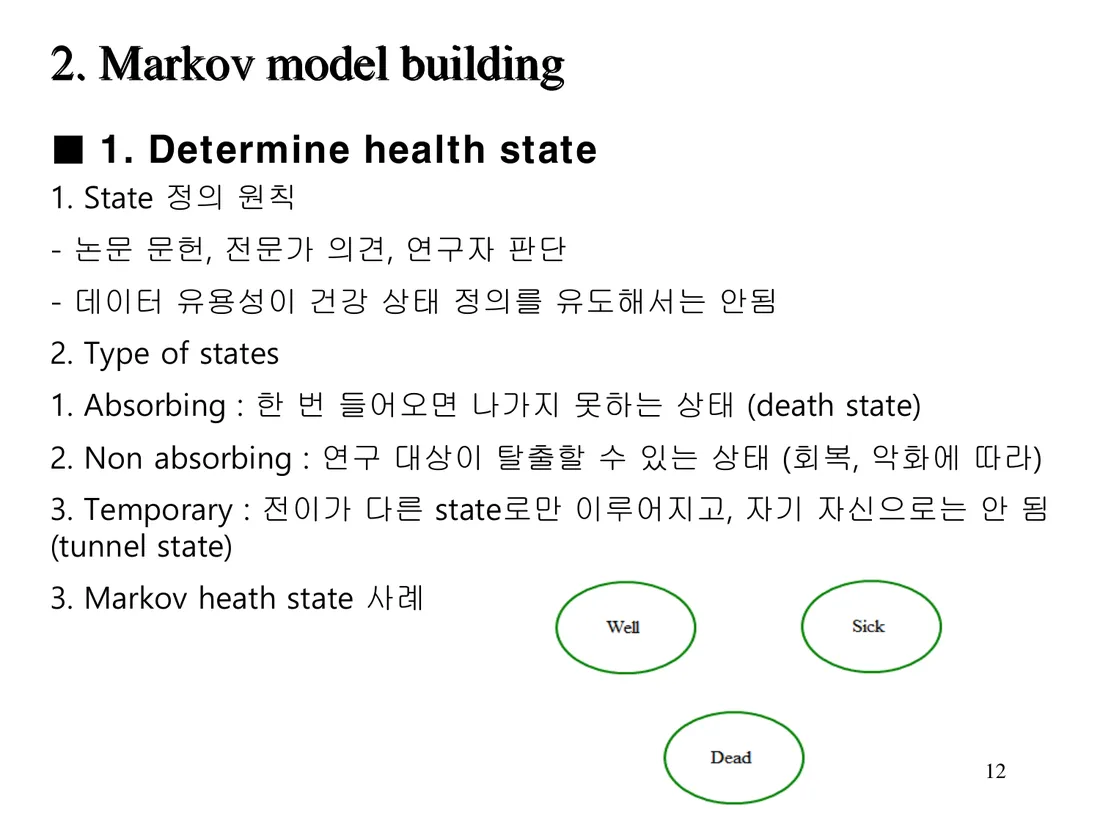 2. Markov model building
■ 1. Determine health state
1. State 정의 원칙
- 논문 문헌, 전문가 의견, 연구자 판단
- 데이터 유용성이 건강 상태 정의를 유도해서는 안됨
2. Type of states
1. Absorbing : 한 번 들어오면 나가지 못하는 상태 (death state)
2. Non absorbing : 연구 대상이 탈출할 수 있는 상태 (회복, 악화에 따라)
3. Temporary : 전이가 다른 state로만 이루어지고, 자기 자신으로는 안 됨
(tunnel state)
3. Markov heath state 사례
Well
Sick
Dead
12